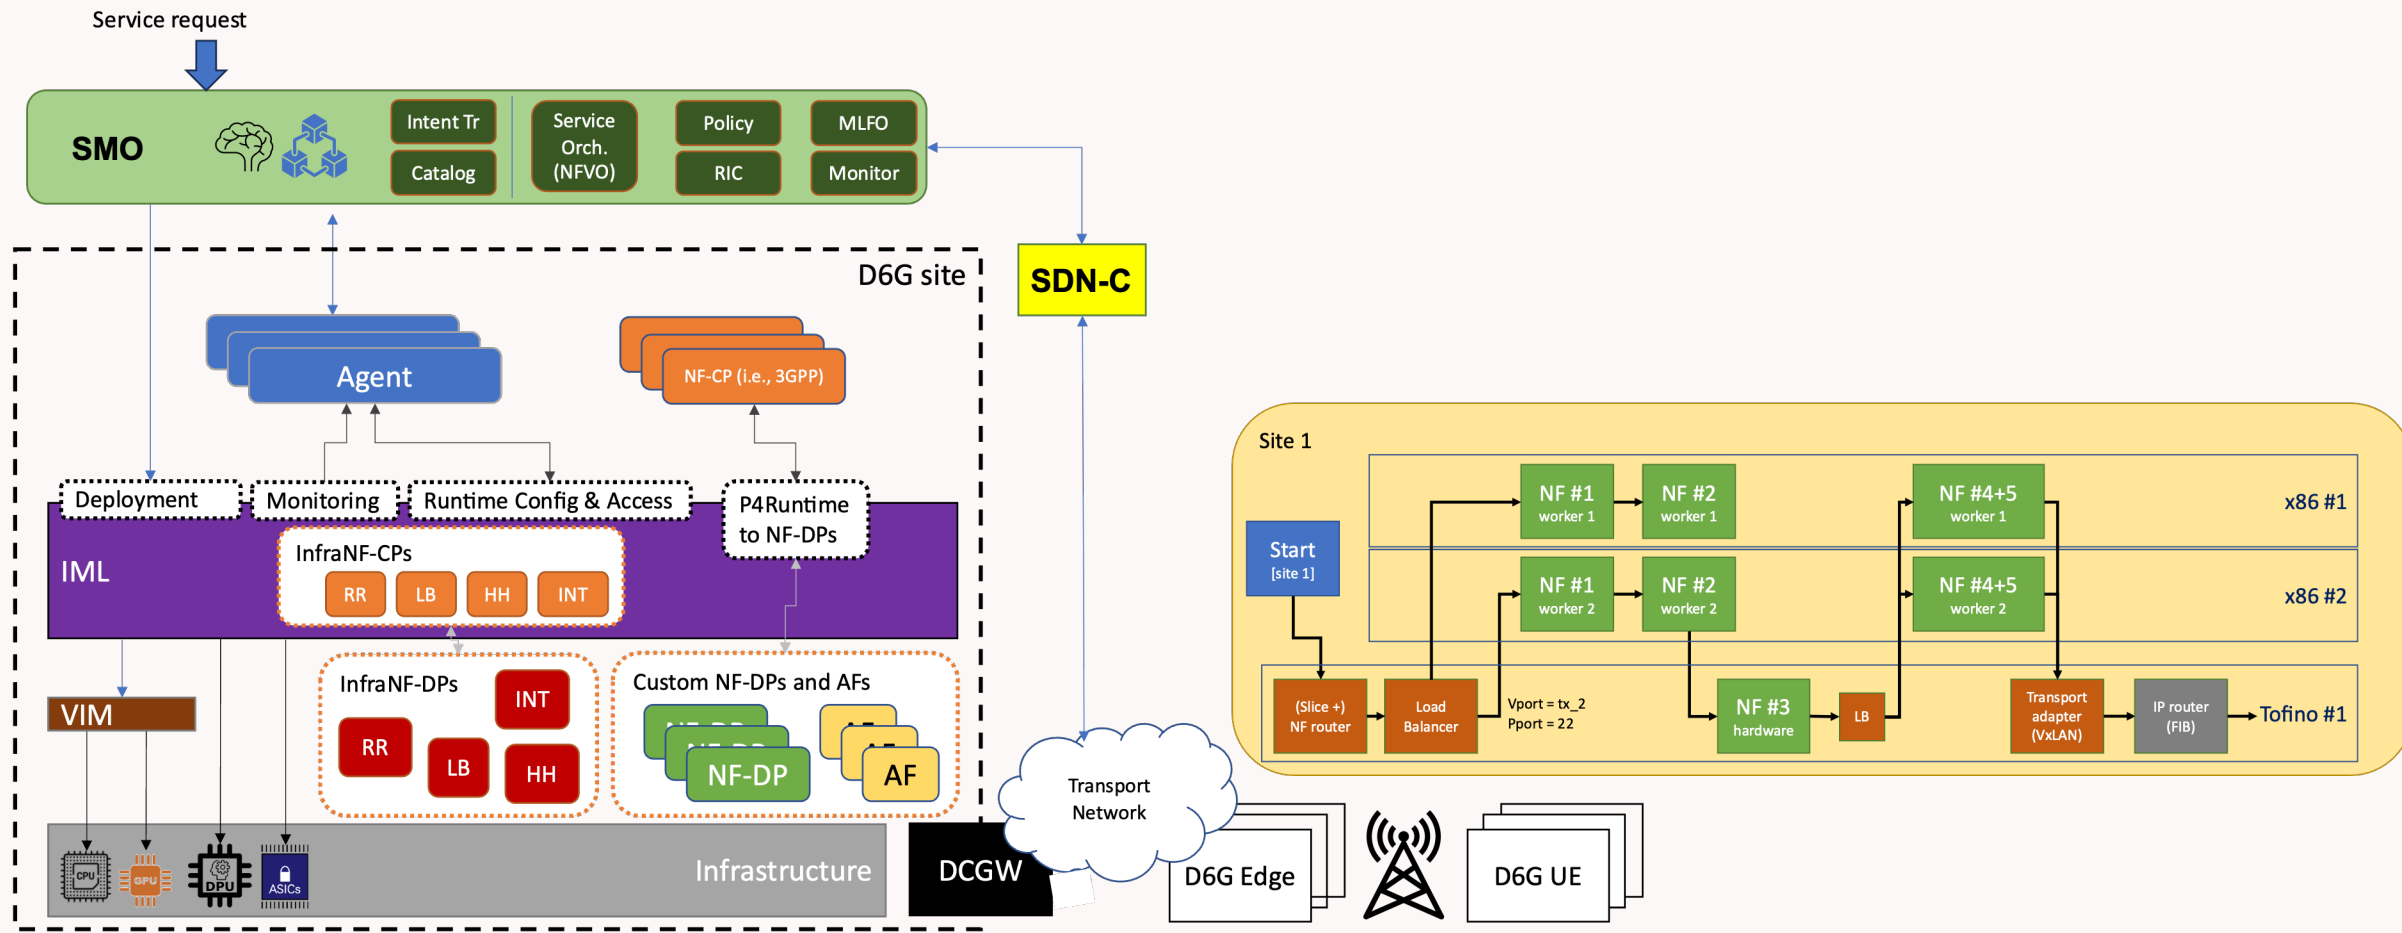 Service request
SMO
Intent Tr
Catalog
Service
Orch.
(NFVO)
Policy
RIC
MLFO
Monitor
D6G site
SDN-C
Agent
NF-CP (i.e., 3GPP)
Deployment
Monitoring
Runtime Config & Access
P4Runtime
to NF-DPs
IML
InfraNF-CPs
RR
LB
HH
INT
VIM
InfraNF-DPs
INT
RR
LB
HH
Custom NF-DPs and AFs
NF-DP
NF-DP
NF-DP
AF
AF
AF
CPU
GPU
DPU
ASICs
Infrastructure
DCGW
Transport
Network
D6G Edge
D6G UE
Site 1
Start
[site 1]
NF #1
worker 1
NF #2
worker 1
NF #4+5
worker 1
x86 #1
NF #1
worker 2
NF #2
worker 2
NF #4+5
worker 2
x86 #2
(Slice +)
NF router
Load
Balancer
Vport = tx_2
Pport = 22
NF #3
hardware
LB
Transport
adapter
(VxLAN)
IP router
(FIB)
Tofino #1